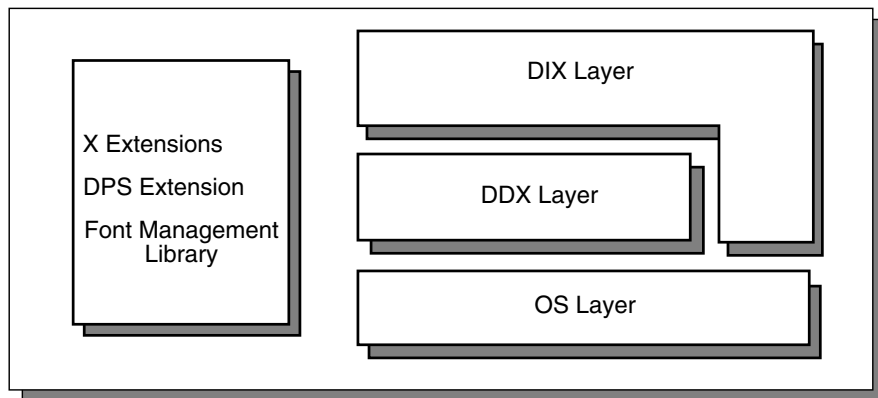 X Extensions
DPS Extension
Font Management
Library
DIX Layer
DDX Layer
OS Layer